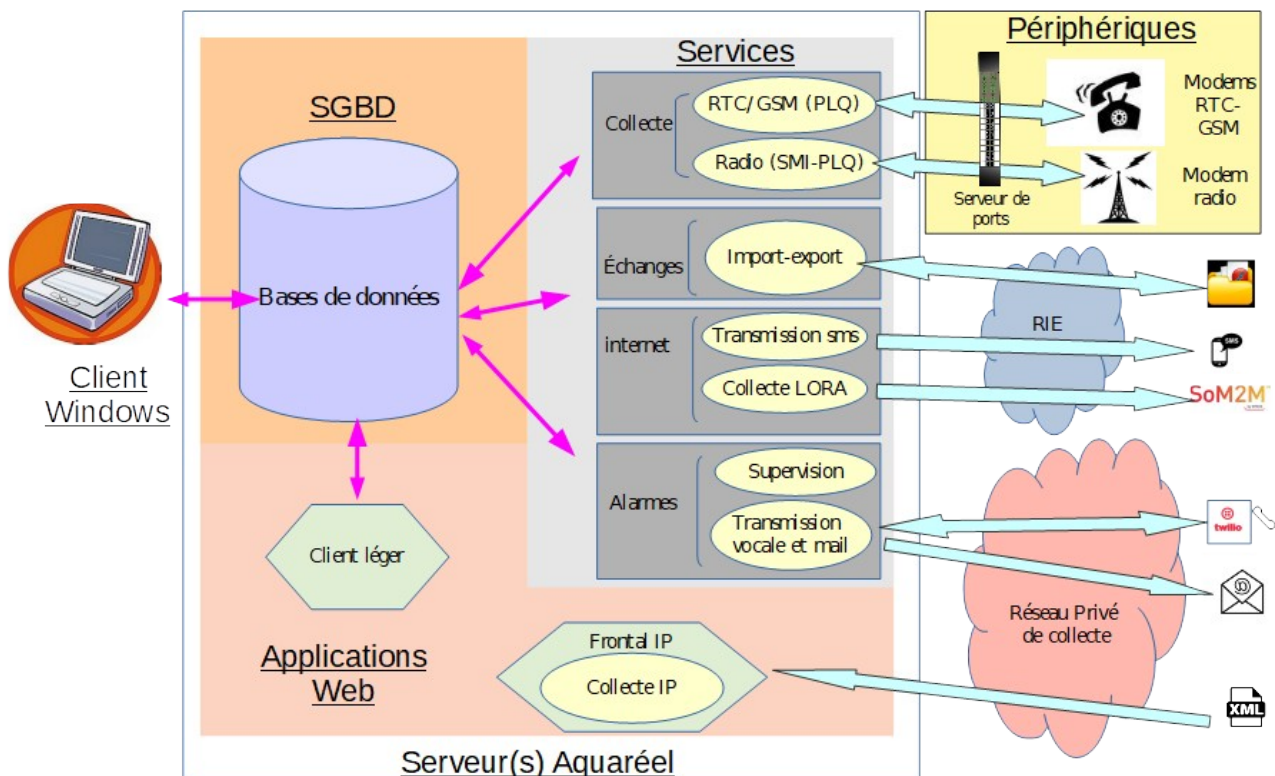 Périphériques
Services
SGBD
RTC/GSM (PLQ)
Collecte
Radio (SMI-PLQ)
Modems
RTC-
GSM
Modem
radio
Serveur de
ports
Échanges
Import-export
RIE
Bases de données
internet
Transmission sms
SMS
Collecte LORA
SoM2M
Client
Windows
Supervision
Alarmes
Transmission
vocale et mail
twilio
@
Client léger
Réseau Privé
de collecte
Applications
Web
Frontal IP
Collecte IP
XML
Serveur(s) Aquaréel